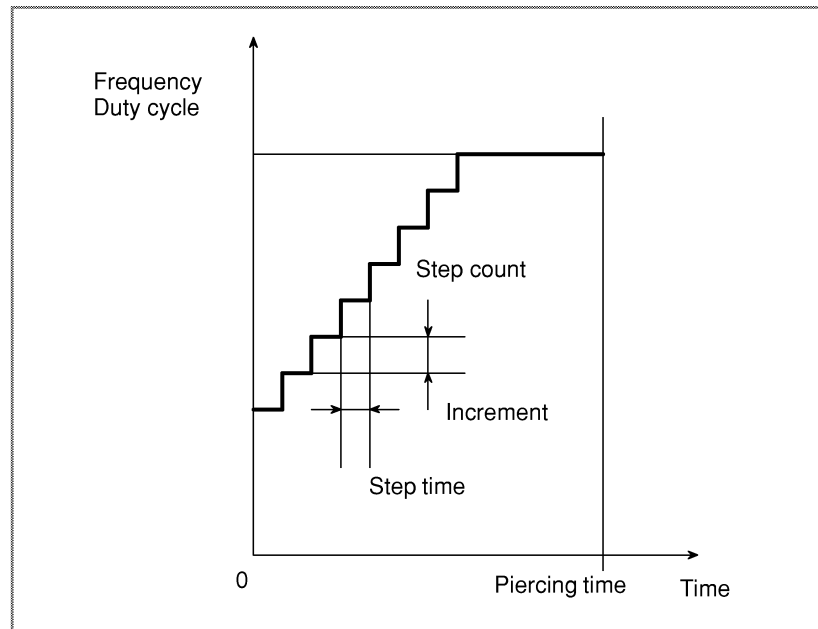 Frequency
Duty cycle
Step count
Increment
Step time
0
Piercing time
Time